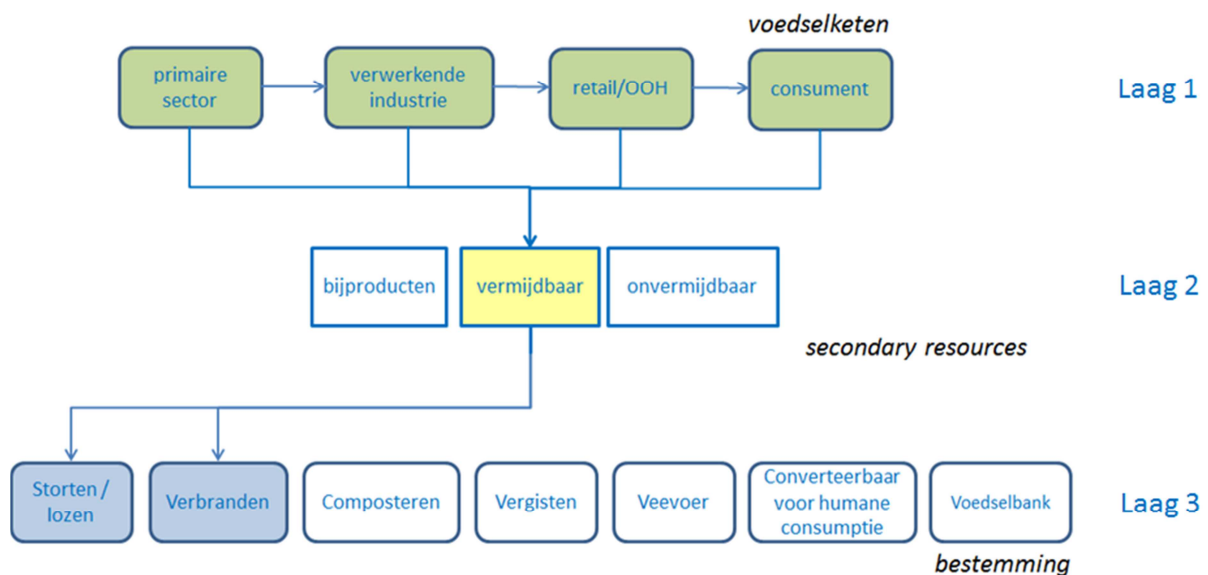 voedselketen
primaire
sector
verwerkende
industrie
retail/OOH
consument
Laag 1
bijproducten
vermijdbaar
onvermijdbaar
Laag 2
secondary resources
Storten /
lozen
Verbranden
Composteren
Vergisten
Veevoer
Converteerbaar
voor humane
consumptie
Voedselbank
Laag 3
bestemming